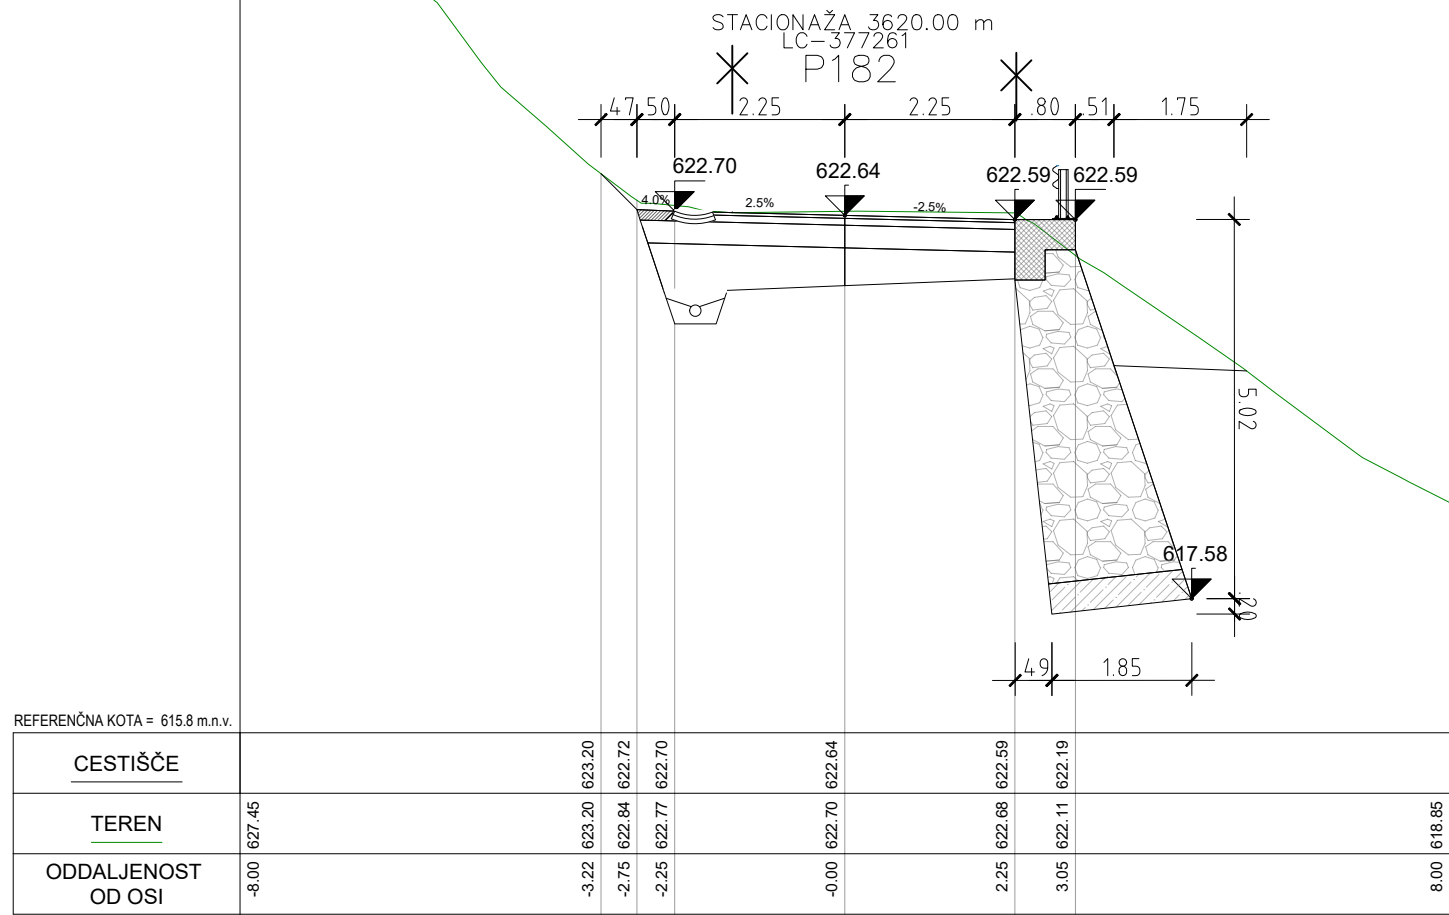 STACIONAŽA 3620.00 m
LC-377261
P182
.47 .50 2.25 2.25 .80 .51 1.75
622.70 622.64 622.59 622.59
4.0% 2.5% -2.5%
5.02
617.58
.20
.49 1.85
REFERENČNA KOTA = 615.8 m.n.v.
CESTIŠČE 623.20 622.72 622.70 622.64 622.59 622.19
TEREN 627.45 623.20 622.84 622.77 622.70 622.68 622.11 618.85
ODDALJENOST
OD OSI
-8.00 -3.22 -2.75 -2.25 -0.00 2.25 3.05 8.00